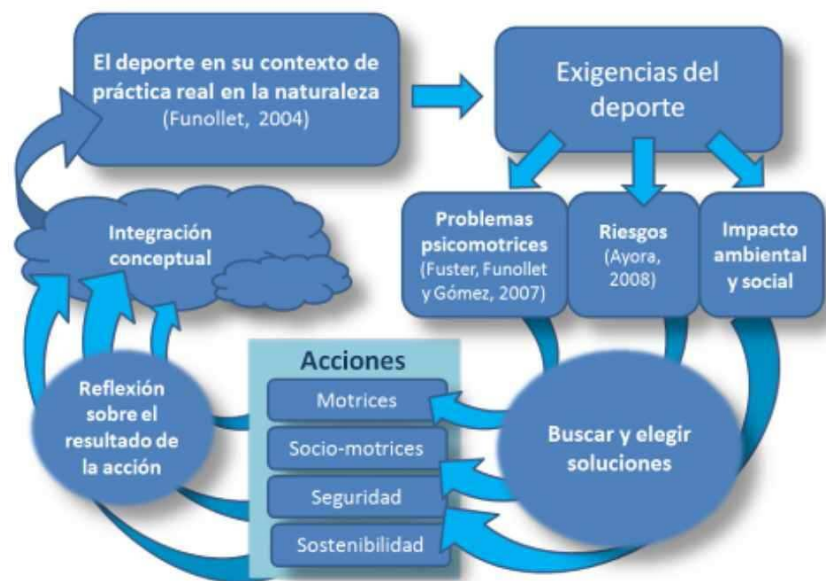 El deporte en su contexto de
práctica real en la naturaleza
(Funollet, 2004)
Exigencias del
deporte
Problemas
psicomotrices
(Fuster, Funollet
y Gómez, 2007)
Riesgos
(Ayora,
2008)
Impacto
ambiental
y social
Integración
conceptual
Acciones
Motrices
Socio-motrices
Seguridad
Sostenibilidad
Buscar y elegir
soluciones
Reflexión
sobre el
resultado de
la acción